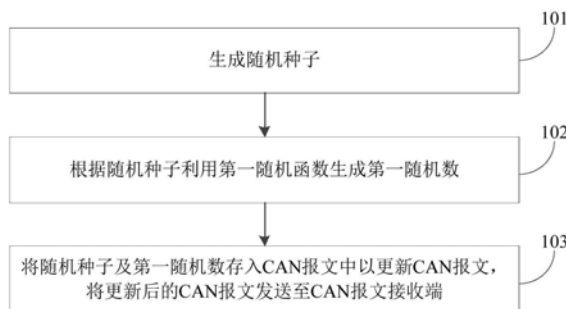 101
生成随机种子
102
根据随机种子利用第一随机函数生成第一随机数
103
将随机种子及第一随机数存入CAN报文中以更新CAN报文，
将更新后的CAN报文发送至CAN报文接收端